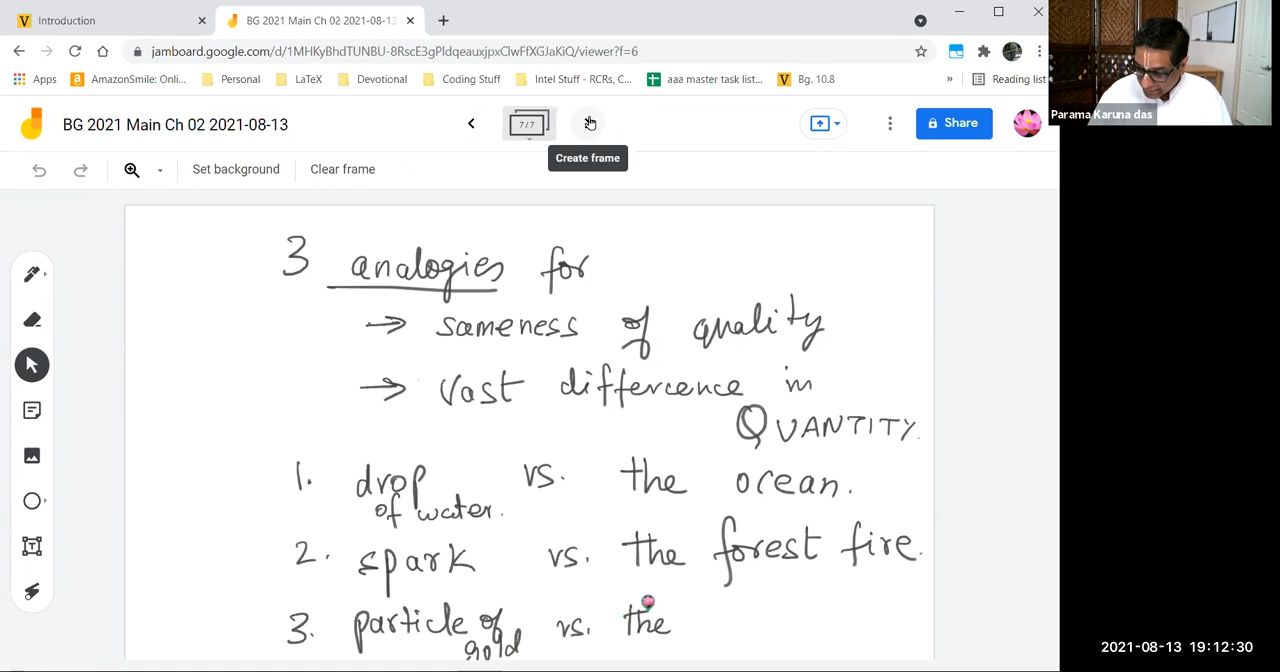 Introduction
BG 2021 Main Ch 02 2021-08-13
jamboard.google.com/d/1MHKyBhdTUNBU-8RscE3gPldqeauxjpxClwFfXGJaKiQ/viewer?f=6
Apps
AmazonSmile: Onli...
Personal
LaTeX
Devotional
Coding Stuff
Intel Stuff - RCRs, C...
aaa master task list...
Bg. 10.8
»
Reading list
Parama Karuna das
BG 2021 Main Ch 02 2021-08-13
7/7
Share
Create frame
Set background
Clear frame
3 analogies for
→ sameness of quality
→ Vast difference in
QUANTITY.
1. drop vs. the ocean.
of water.
2. spark vs. the forest fire.
3. particle of vs. the
gold
2021-08-13 19:12:30